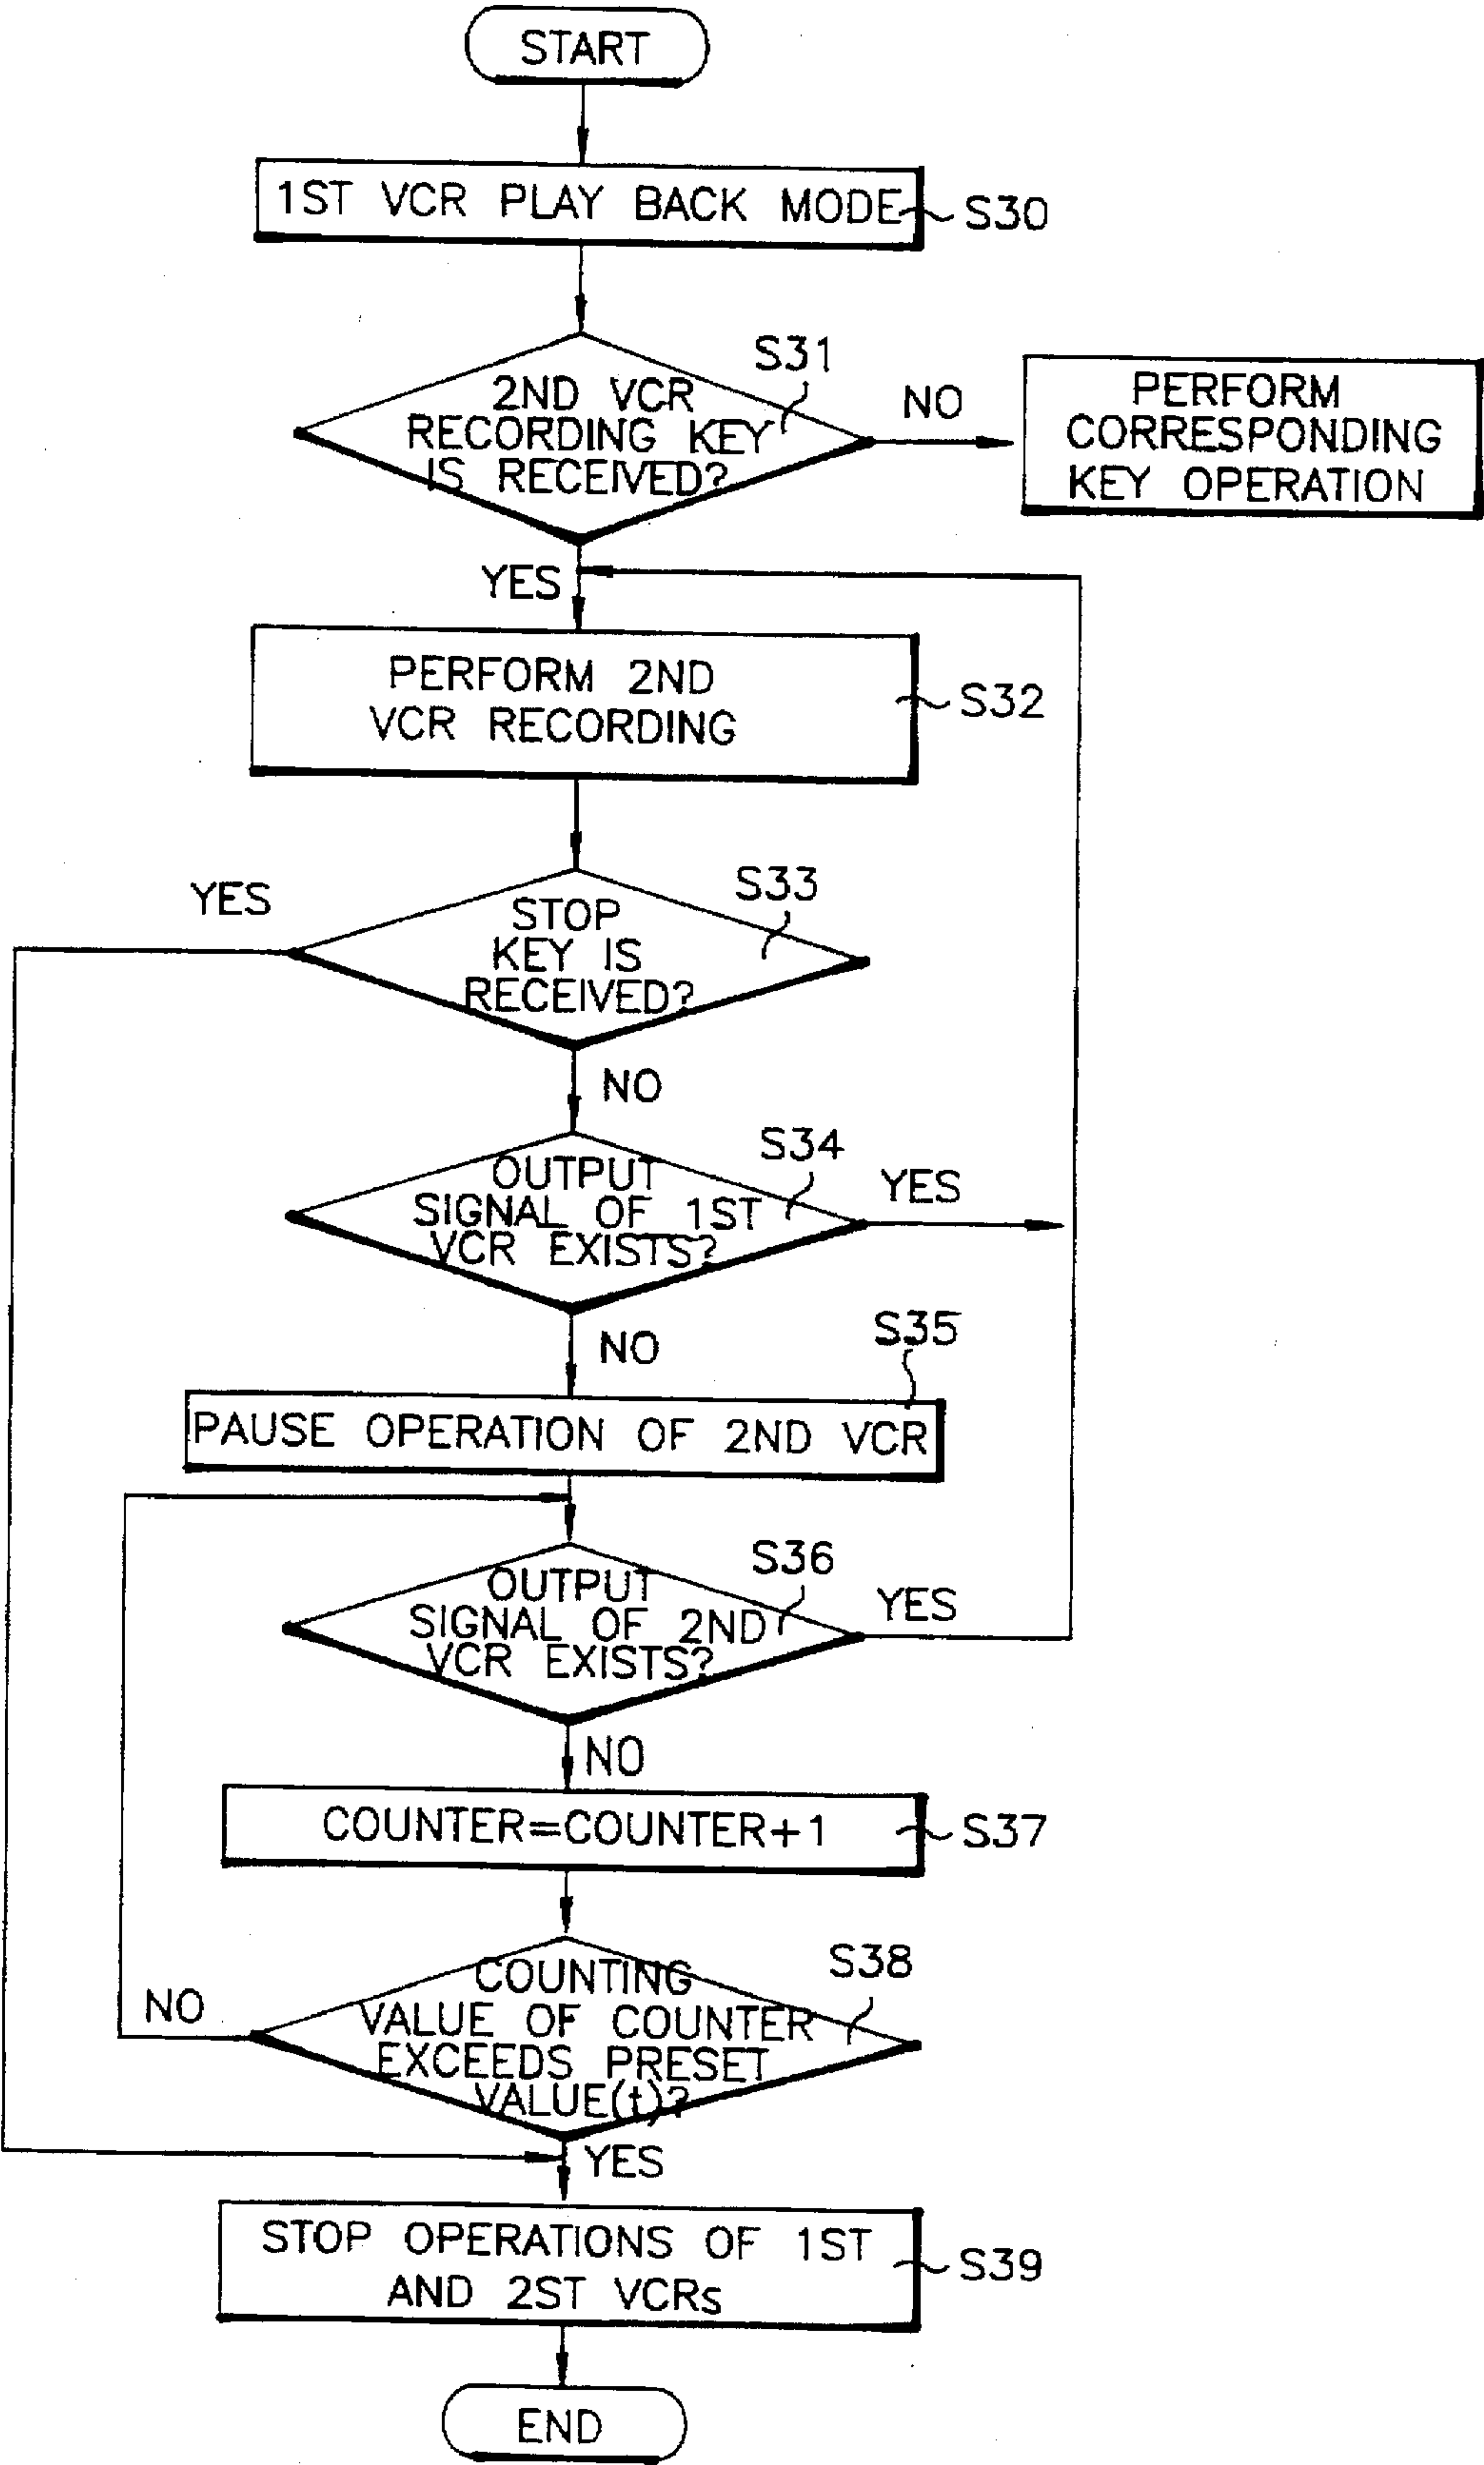 START
1ST VCR PLAY BACK MODE
S30
S31
2ND VCR
RECORDING KEY
IS RECEIVED?
NO
PERFORM
CORRESPONDING
KEY OPERATION
YES
PERFORM 2ND
VCR RECORDING
S32
YES
S33
STOP
KEY IS
RECEIVED?
NO
S34
OUTPUT
SIGNAL OF 1ST
VCR EXISTS?
YES
NO
S35
PAUSE OPERATION OF 2ND VCR
S36
OUTPUT
SIGNAL OF 2ND
VCR EXISTS?
YES
NO
COUNTER=COUNTER+1
S37
S38
COUNTING
VALUE OF COUNTER
EXCEEDS PRESET
VALUE(t)?
NO
YES
STOP OPERATIONS OF 1ST
AND 2ST VCRs
S39
END